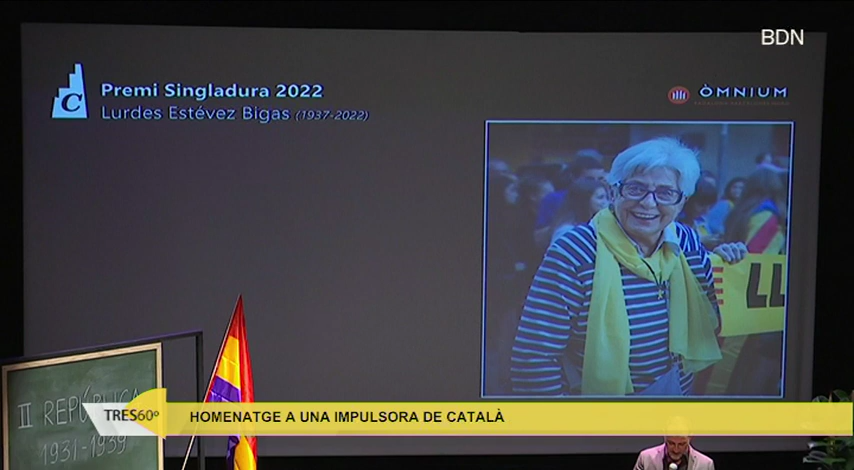 BDN
Premi Singladura 2022
Lurdes Estévez Bigas (1937-2022)
ÒMNIUM
C
LL
II REPÚBLICA
1931-1939
TRES60º
HOMENATGE A UNA IMPULSORA DE CATALÀ